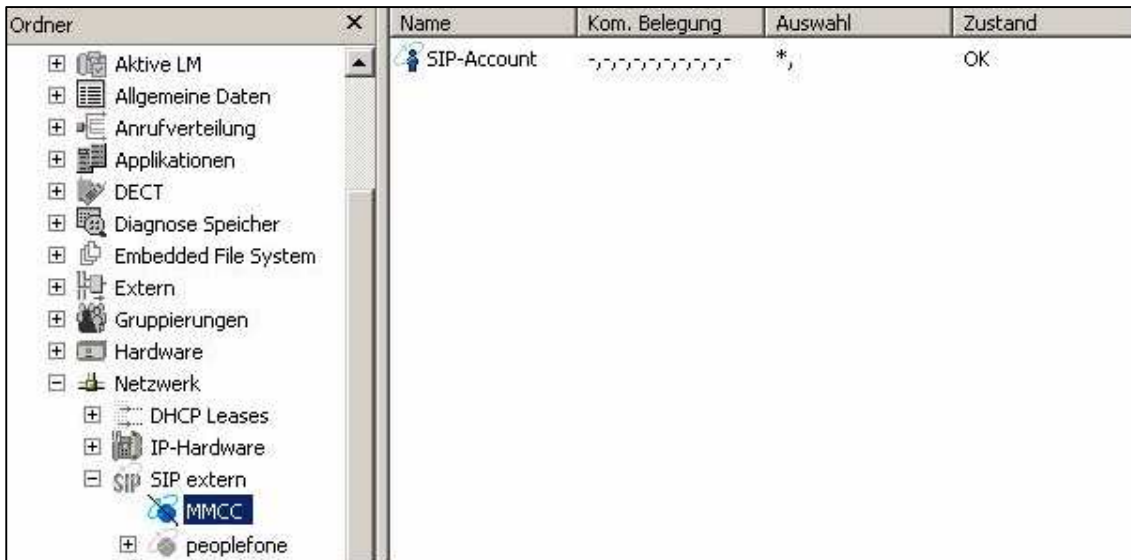 Ordner
Aktive LM
Allgemeine Daten
Anrufverteilung
Applikationen
DECT
Diagnose Speicher
Embedded File System
Extern
Gruppierungen
Hardware
Netzwerk
DHCP Leases
IP-Hardware
SIP SIP extern
MMCC
peoplefone
Name Kom. Belegung Auswahl Zustand
SIP-Account -,-,-,-,-,-,-,-,-,- *, OK